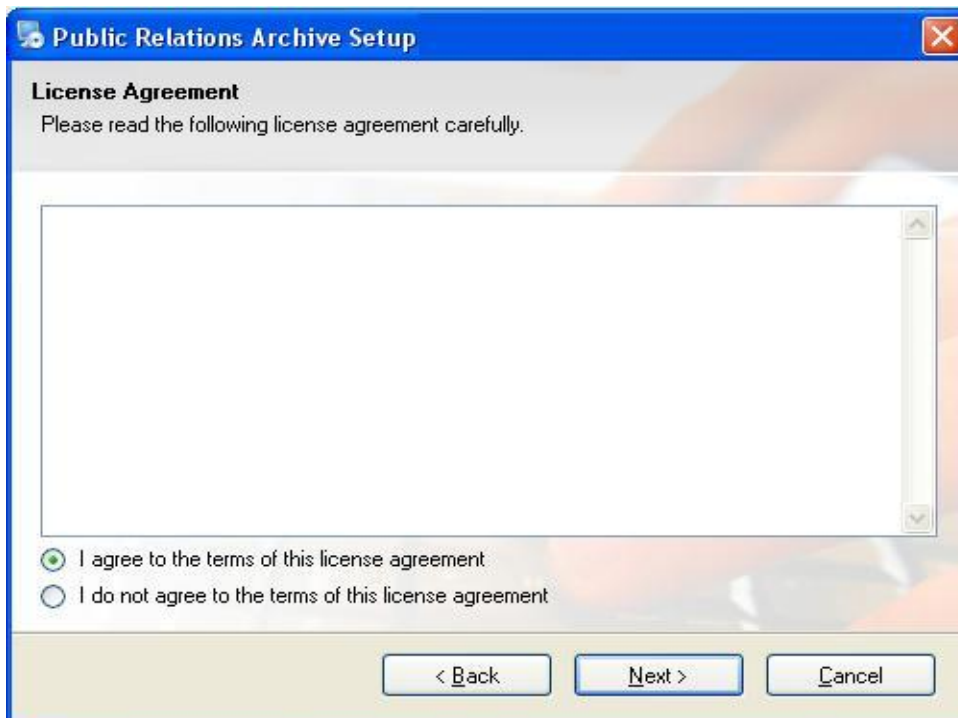 Public Relations Archive Setup
License Agreement
Please read the following license agreement carefully.
I agree to the terms of this license agreement
I do not agree to the terms of this license agreement
< Back
Next >
Cancel